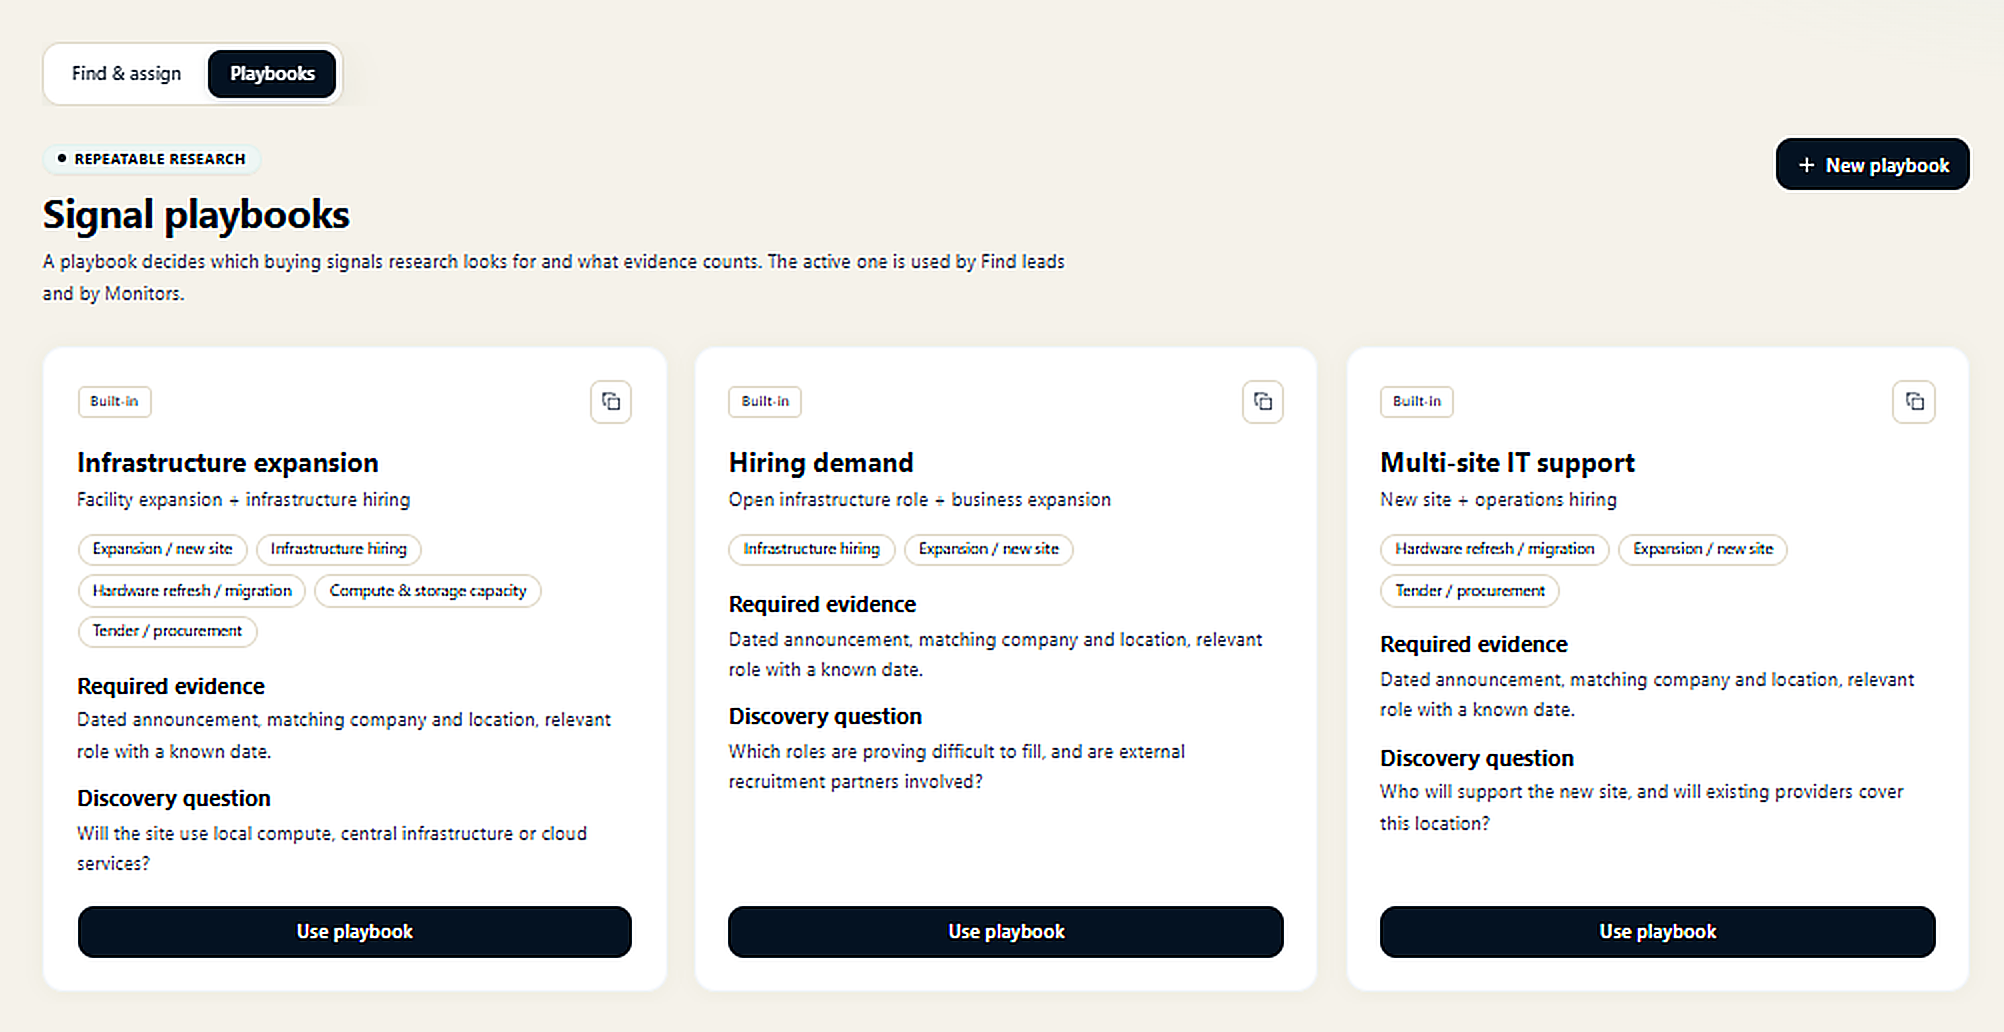 Find & assign
Playbooks
REPEATABLE RESEARCH
+ New playbook
Signal playbooks
A playbook decides which buying signals research looks for and what evidence counts. The active one is used by Find leads
and by Monitors.
Built-in
Infrastructure expansion
Facility expansion + infrastructure hiring
Expansion / new site
Infrastructure hiring
Hardware refresh / migration
Compute & storage capacity
Tender / procurement
Required evidence
Dated announcement, matching company and location, relevant
role with a known date.
Discovery question
Will the site use local compute, central infrastructure or cloud
services?
Use playbook
Built-in
Hiring demand
Open infrastructure role + business expansion
Infrastructure hiring
Expansion / new site
Required evidence
Dated announcement, matching company and location, relevant
role with a known date.
Discovery question
Which roles are proving difficult to fill, and are external
recruitment partners involved?
Use playbook
Built-in
Multi-site IT support
New site + operations hiring
Hardware refresh / migration
Expansion / new site
Tender / procurement
Required evidence
Dated announcement, matching company and location, relevant
role with a known date.
Discovery question
Who will support the new site, and will existing providers cover
this location?
Use playbook